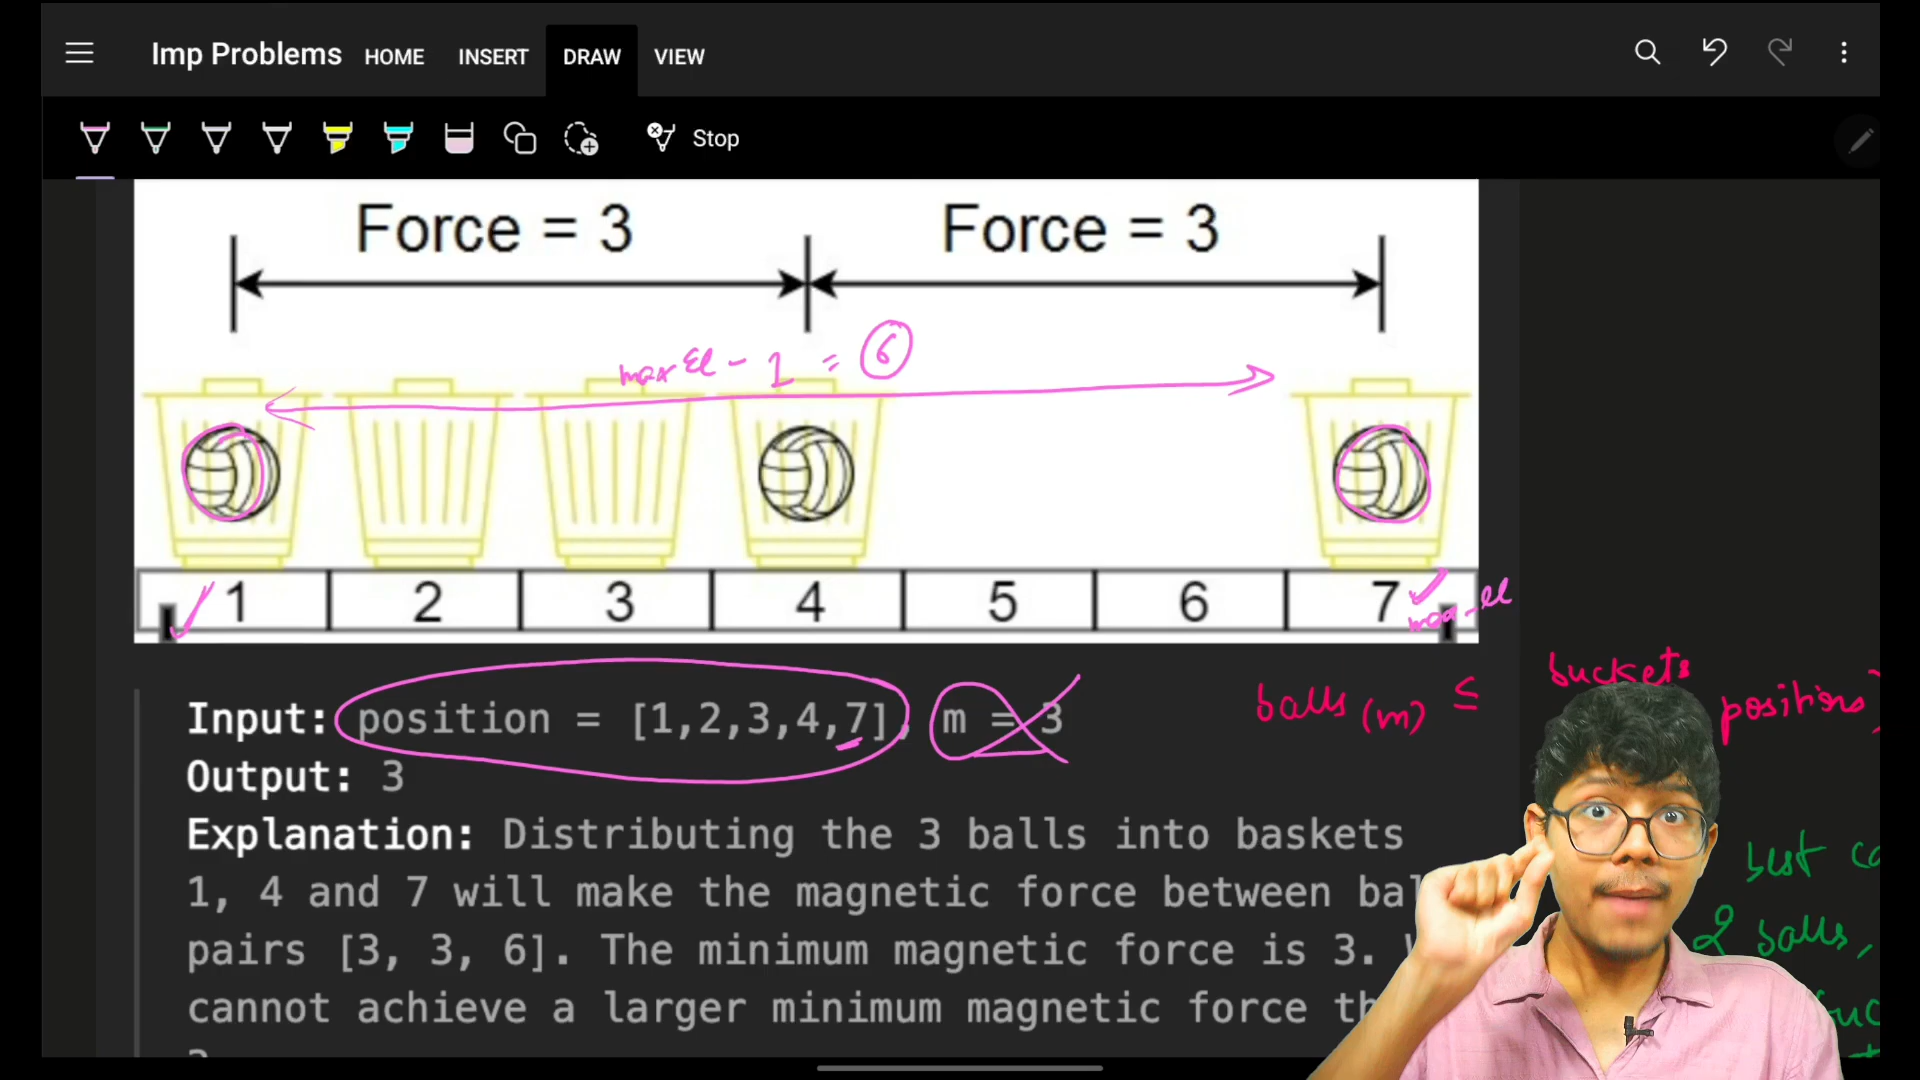 Imp Problems HOME INSERT DRAW VIEW
Stop
Force = 3 Force = 3
max El - 1 = 6
1 2 3 4 5 6 7
max_el
Input: position = [1,2,3,4,7], m = 3
balls (m) ≤ buckets
positions
Output: 3
Explanation: Distributing the 3 balls into baskets
1, 4 and 7 will make the magnetic force between
pairs [3, 3, 6]. The minimum magnetic force is 3.
cannot achieve a larger minimum magnetic force
best
2 balls,